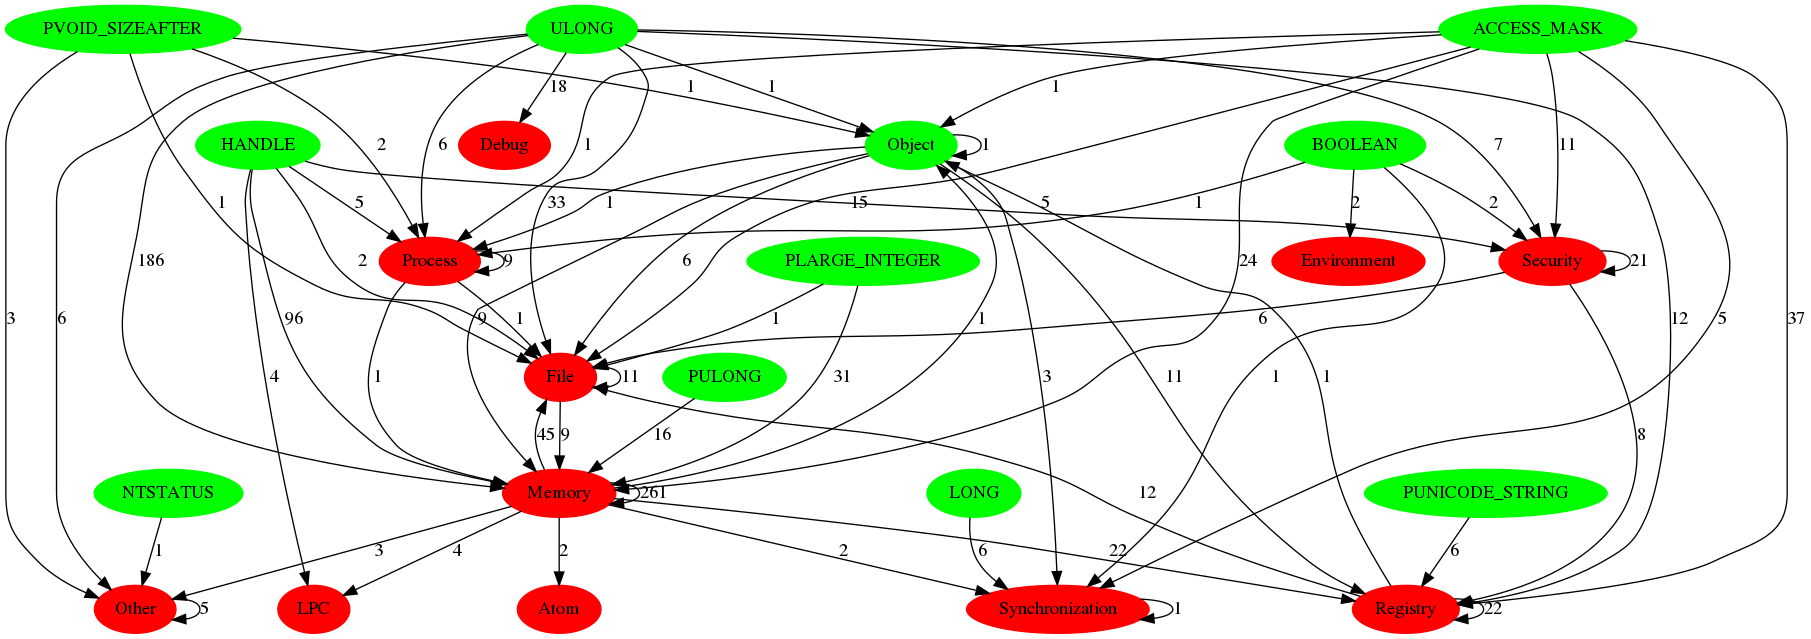 PVOID_SIZEAFTER ULONG ACCESS_MASK
18 1 1 1
HANDLE 2 6 Debug 1 Object 1 BOOLEAN 7 11
1 5 33 1 15 5 1 2 2
186 2 Process 9 6 PLARGE_INTEGER 24 Environment Security 21
3 6 96 1 9 1 1 6 12 5 37
4 1 File 11 PULONG 31 3 11 1 1
45 9 16 8
NTSTATUS Memory 261 LONG 12 PUNICODE_STRING
1 3 4 2 2 6 22 6
Other 5 LPC Atom Synchronization 1 Registry 22